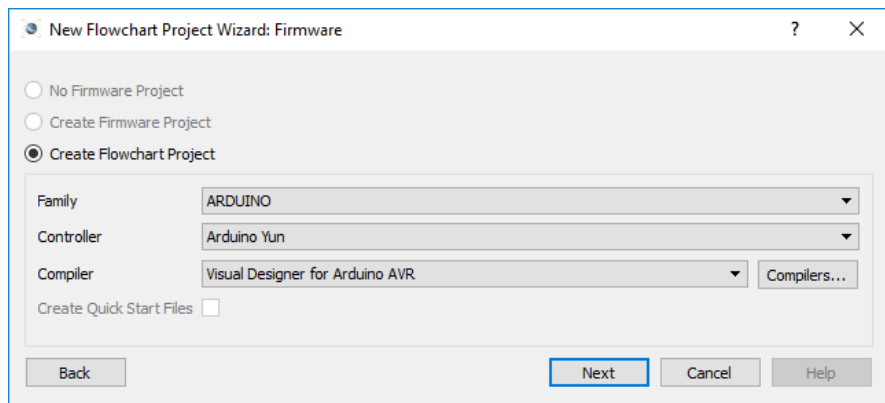 New Flowchart Project Wizard: Firmware ?
No Firmware Project
Create Firmware Project
Create Flowchart Project
Family ARDUINO
Controller Arduino Yun
Compiler Visual Designer for Arduino AVR Compilers...
Create Quick Start Files
Back Next Cancel Help